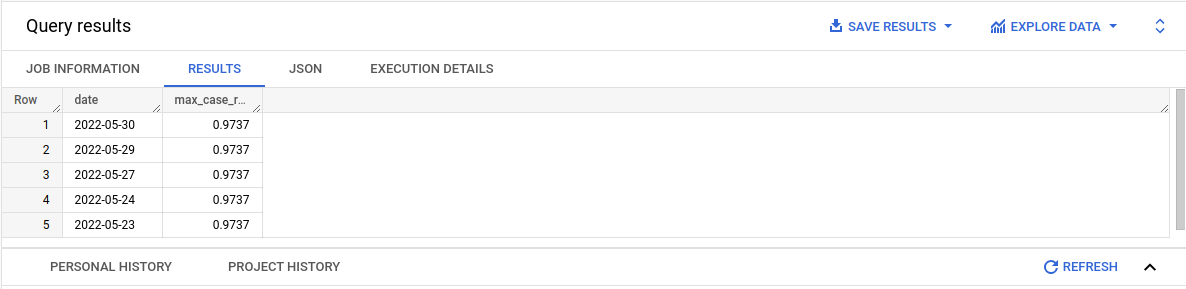 Query results SAVE RESULTS EXPLORE DATA
JOB INFORMATION RESULTS JSON EXECUTION DETAILS
Row date max_case_r...
1 2022-05-30 0.9737
2 2022-05-29 0.9737
3 2022-05-27 0.9737
4 2022-05-24 0.9737
5 2022-05-23 0.9737
PERSONAL HISTORY PROJECT HISTORY REFRESH